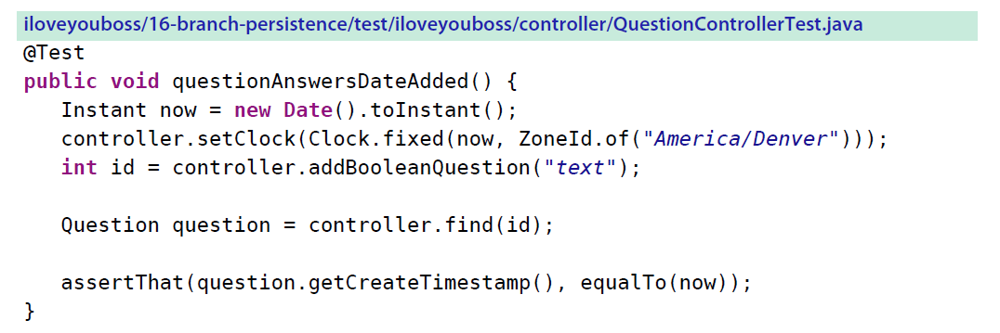 iloveyouboss/16-branch-persistence/test/iloveyouboss/controller/QuestionControllerTest.java
@Test
public void questionAnswersDateAdded() {
   Instant now = new Date().toInstant();
   controller.setClock(Clock.fixed(now, ZoneId.of("America/Denver")));
   int id = controller.addBooleanQuestion("text");

   Question question = controller.find(id);

   assertThat(question.getCreateTimestamp(), equalTo(now));
}